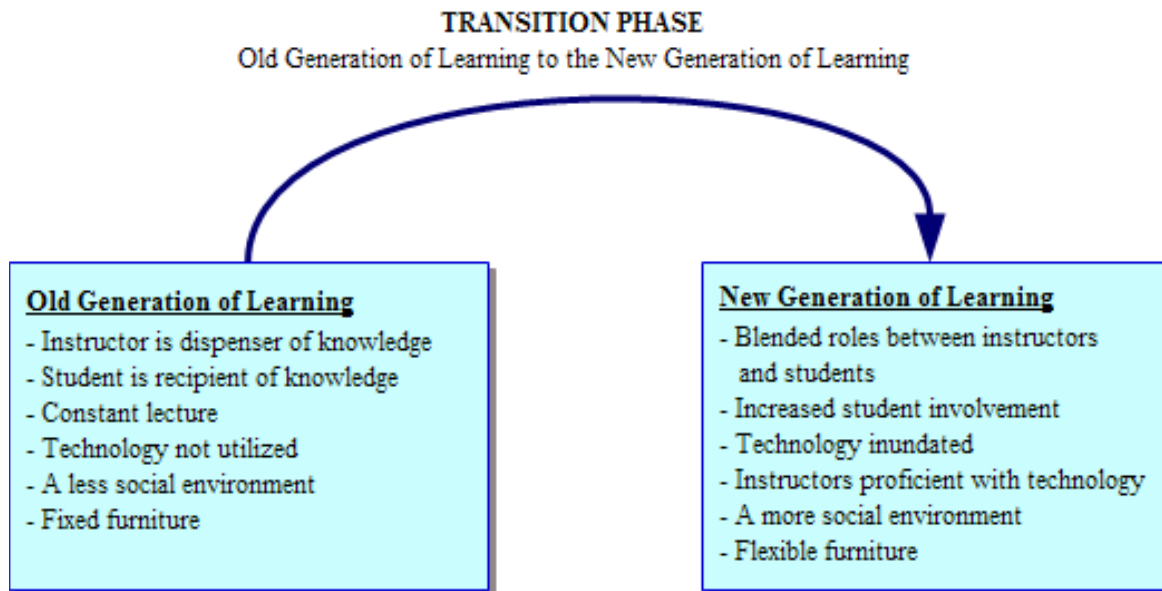 TRANSITION PHASE
Old Generation of Learning to the New Generation of Learning
Old Generation of Learning
- Instructor is dispenser of knowledge
- Student is recipient of knowledge
- Constant lecture
- Technology not utilized
- A less social environment
- Fixed furniture
New Generation of Learning
- Blended roles between instructors
and students
- Increased student involvement
- Technology inundated
- Instructors proficient with technology
- A more social environment
- Flexible furniture